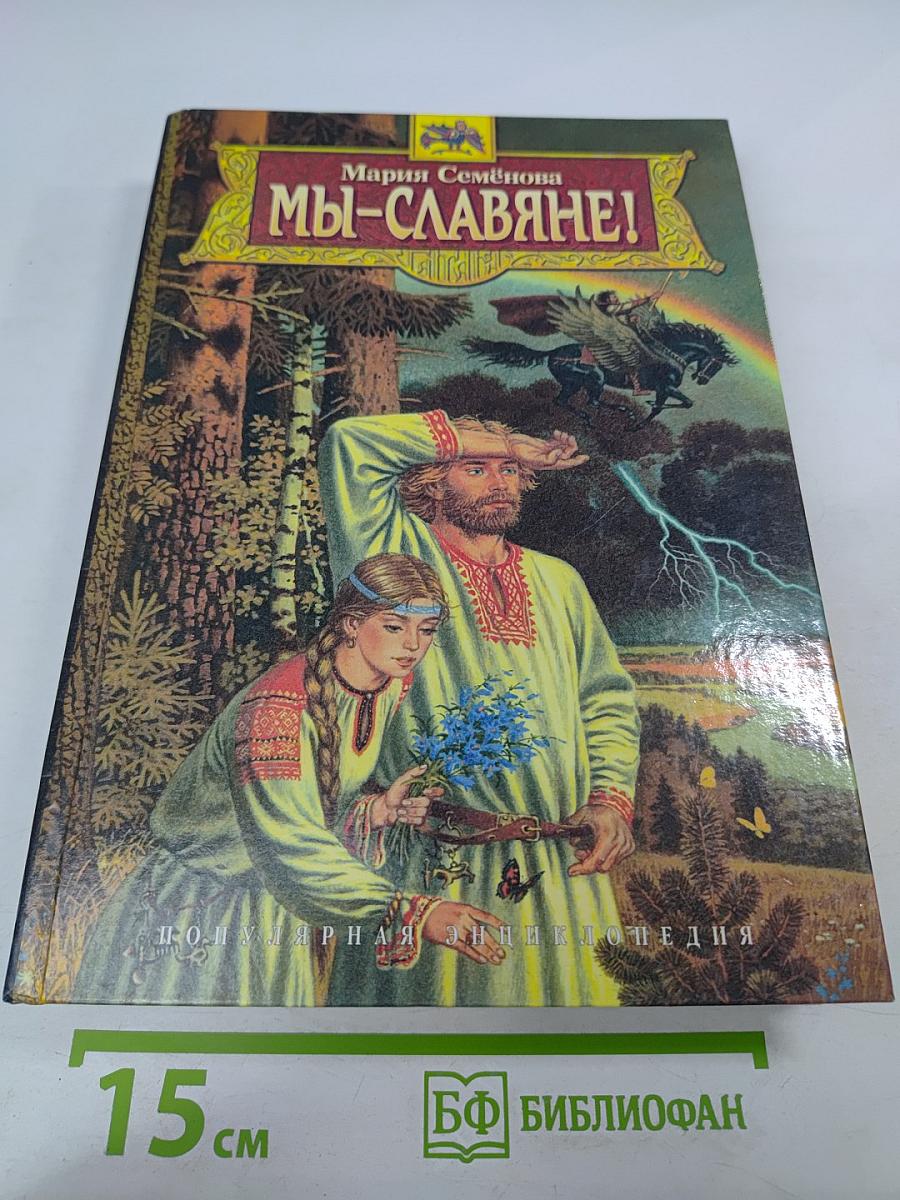 Мария Семёнова
МЫ-СЛАВЯНЕ!
ПОПУЛЯРНАЯ ЭНЦИКЛОПЕДИЯ
15 см
БФ БИБЛИОФАН